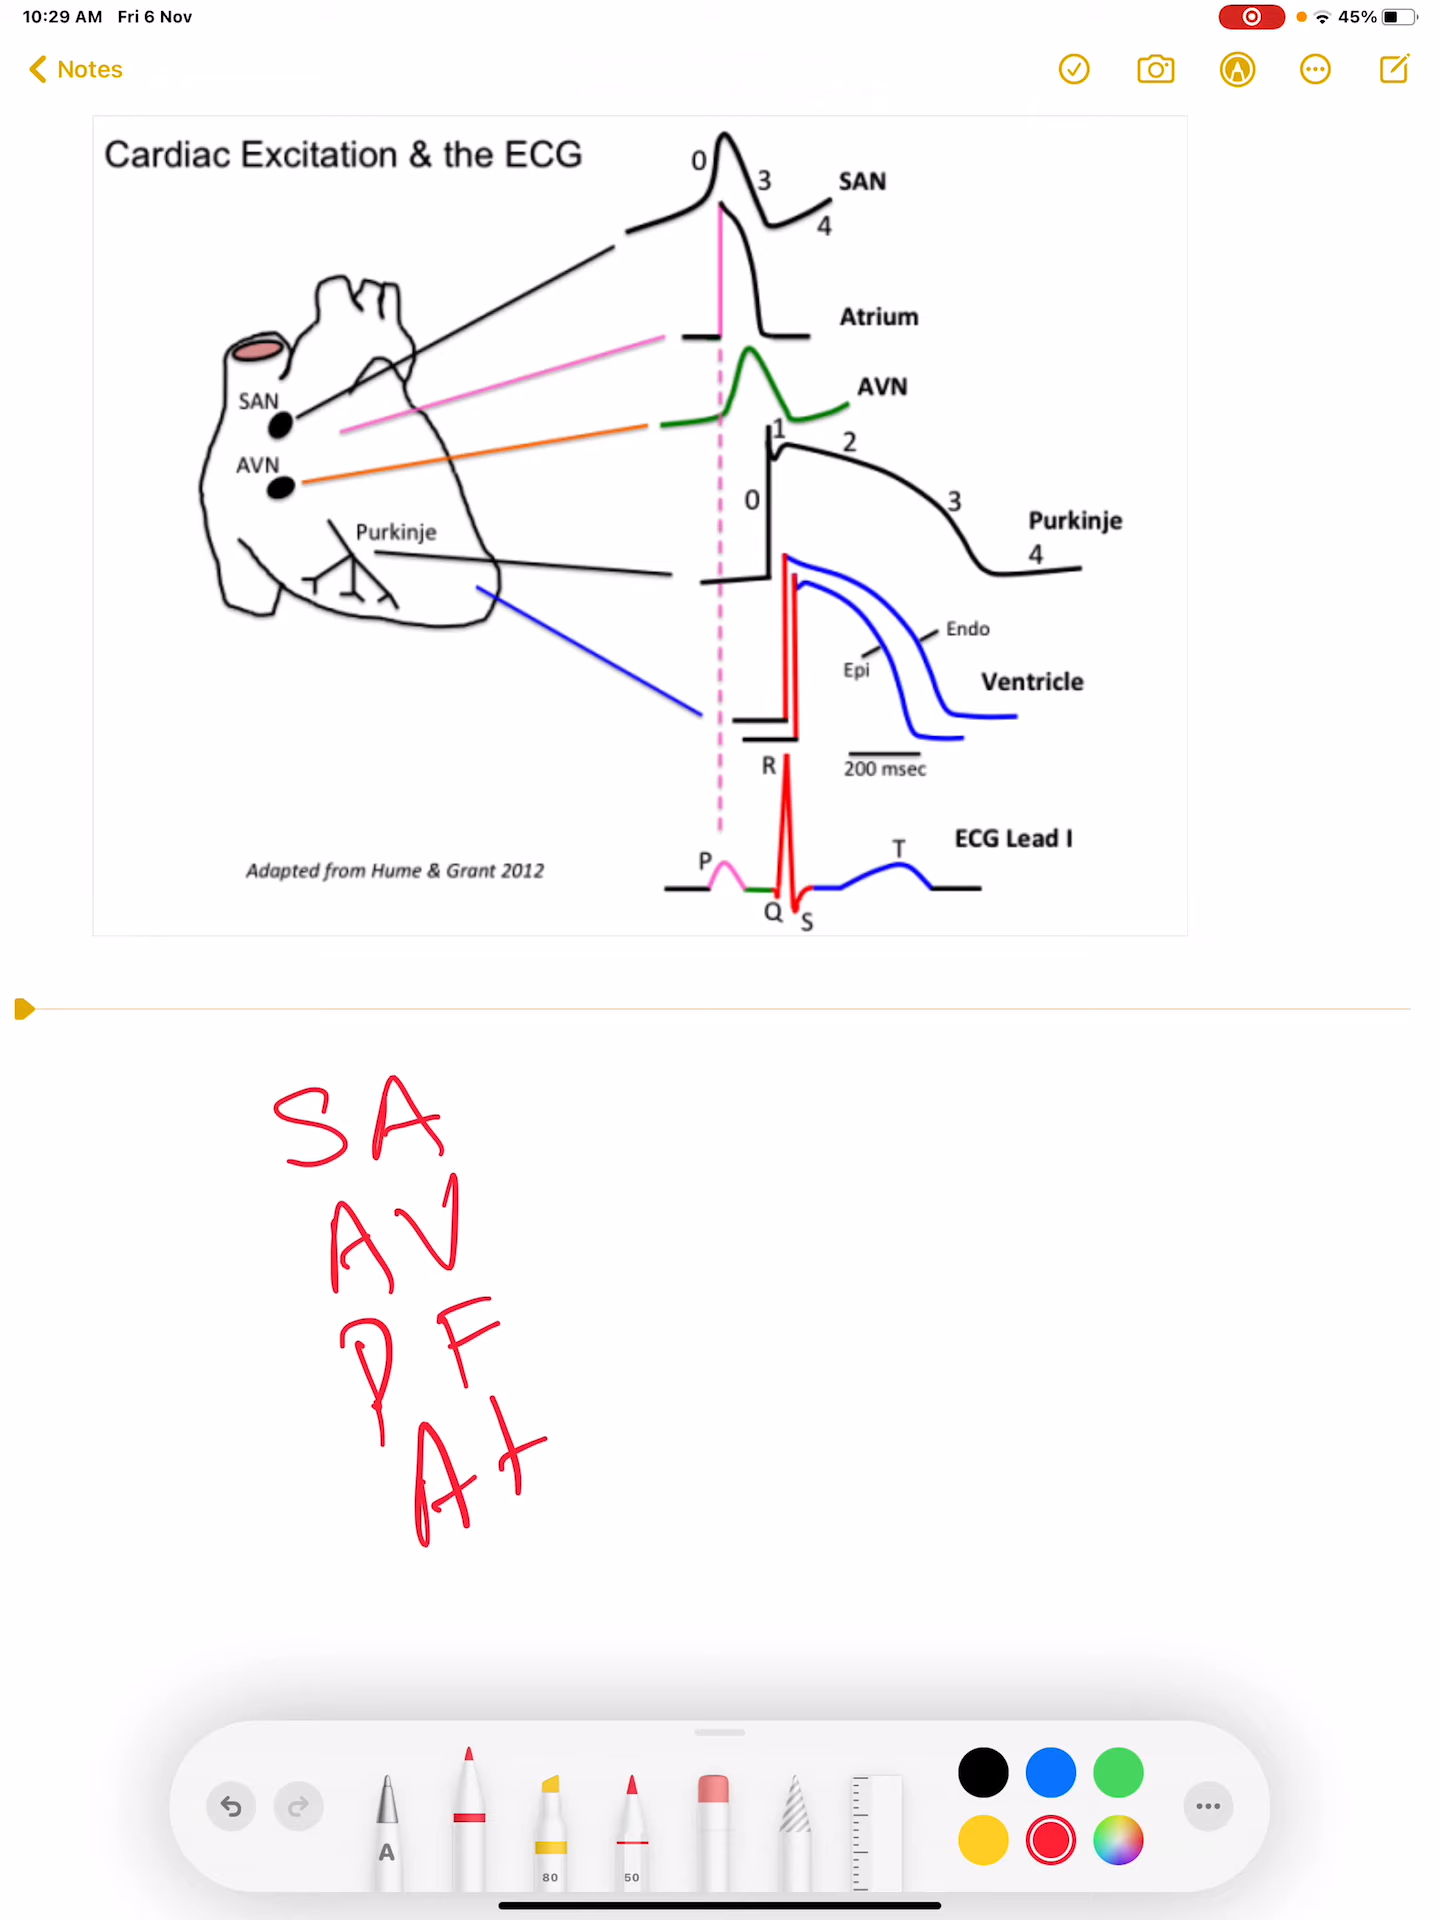 10:29 AM Fri 6 Nov
45%
Notes
Cardiac Excitation & the ECG
0
3
SAN
4
Atrium
AVN
SAN
AVN
1
2
0
3
Purkinje
4
Purkinje
Endo
Epi
Ventricle
R
200 msec
ECG Lead I
P
T
Adapted from Hume & Grant 2012
Q
S
SA
AV
PF
At
A
80
50